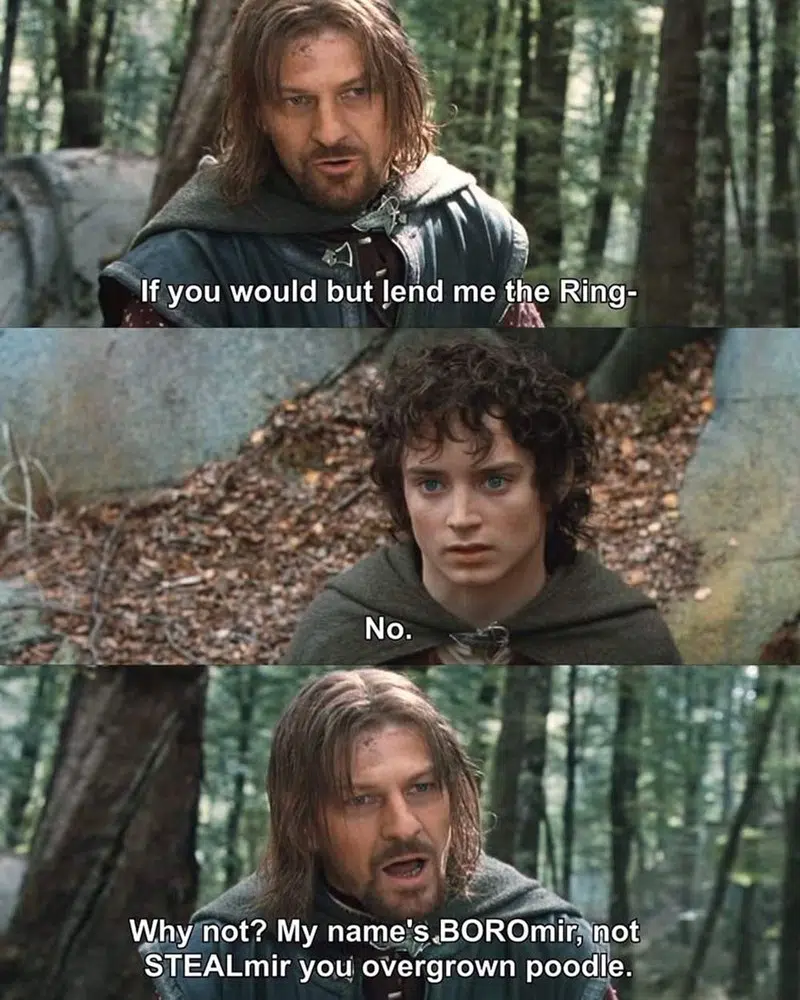 If you would but lend me the Ring-
No.
Why not? My name's BOROmir, not
STEALmir you overgrown poodle.